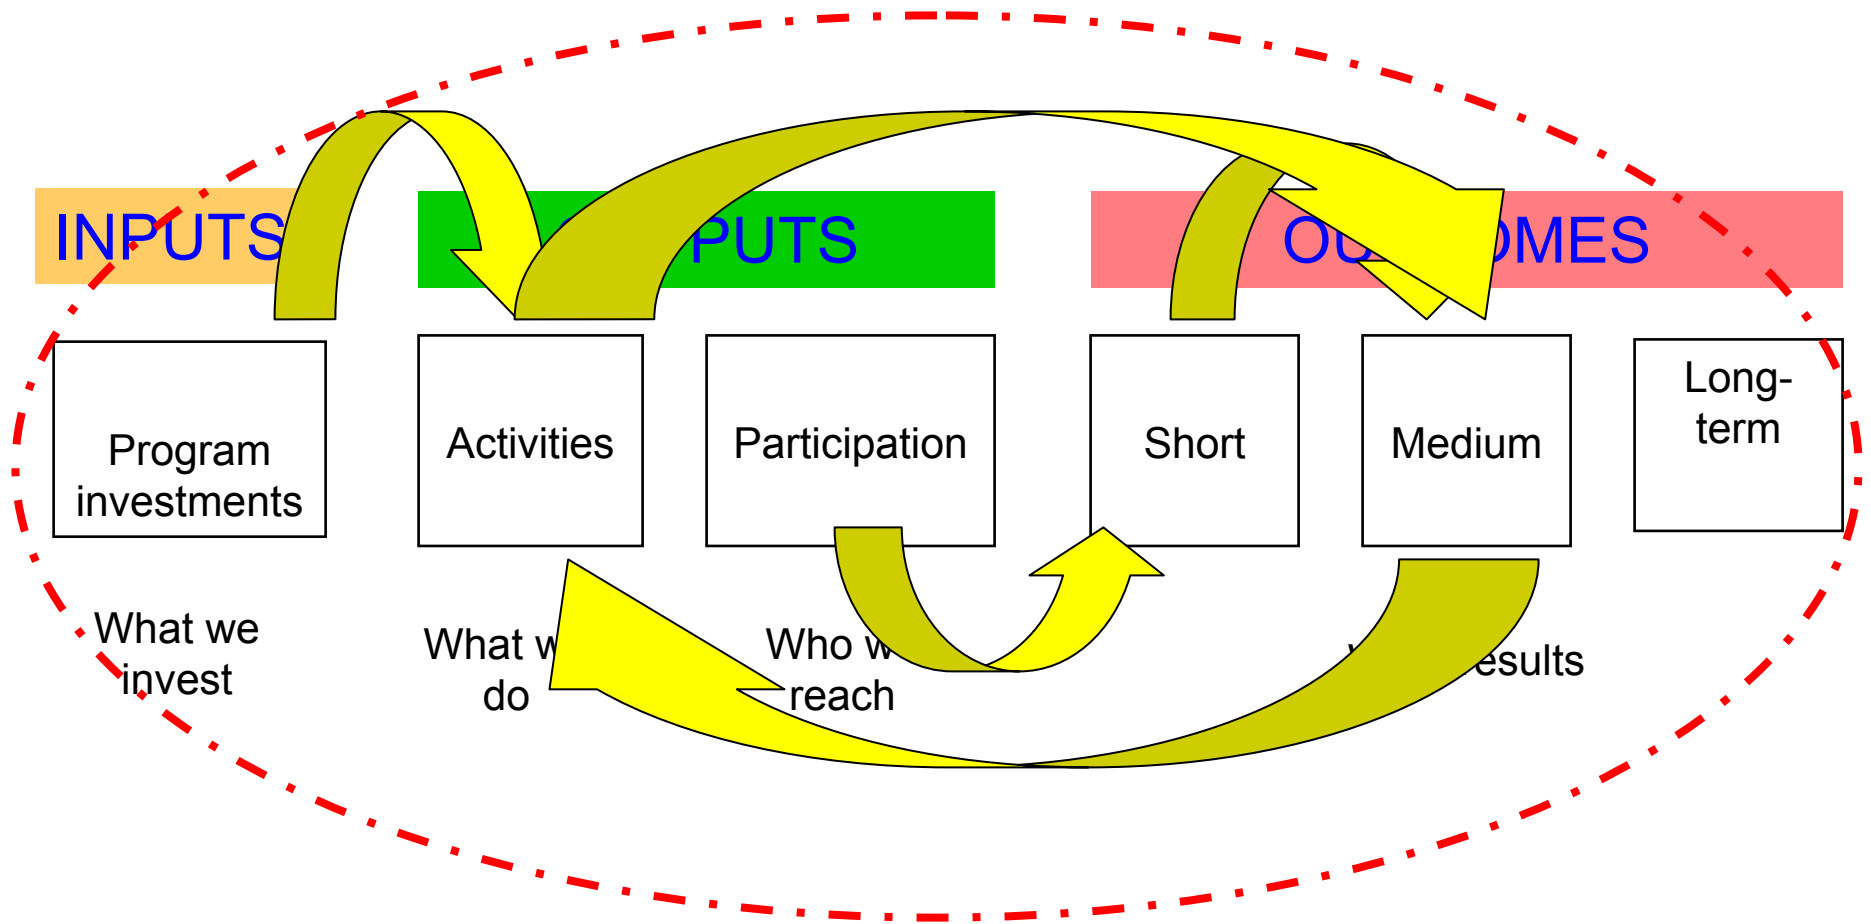 INPUTS
PUTS
OU OMES
Program
investments
Activities
Participation
Short
Medium
Long-
term
What we
invest
What w
do
Who w
reach
esults